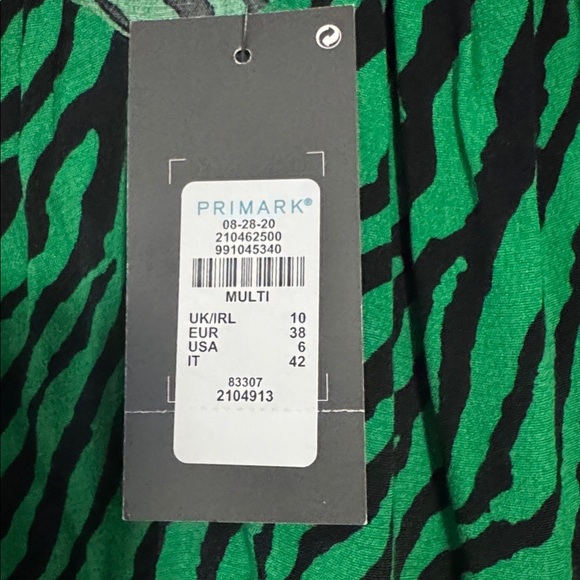 PRIMARK®
08-28-20
210462500
991045340
MULTI
UK/IRL 10
EUR 38
USA 6
IT 42
83307
2104913